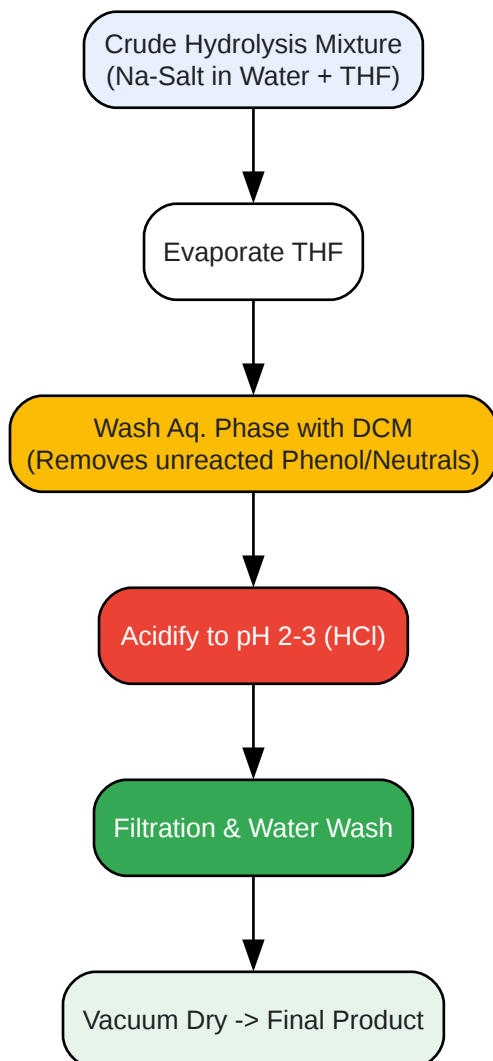 Crude Hydrolysis Mixture
(Na-Salt in Water + THF)
Evaporate THF
Wash Aq. Phase with DCM
(Removes unreacted Phenol/Neutrals)
Acidify to pH 2-3 (HCl)
Filtration & Water Wash
Vacuum Dry -> Final Product